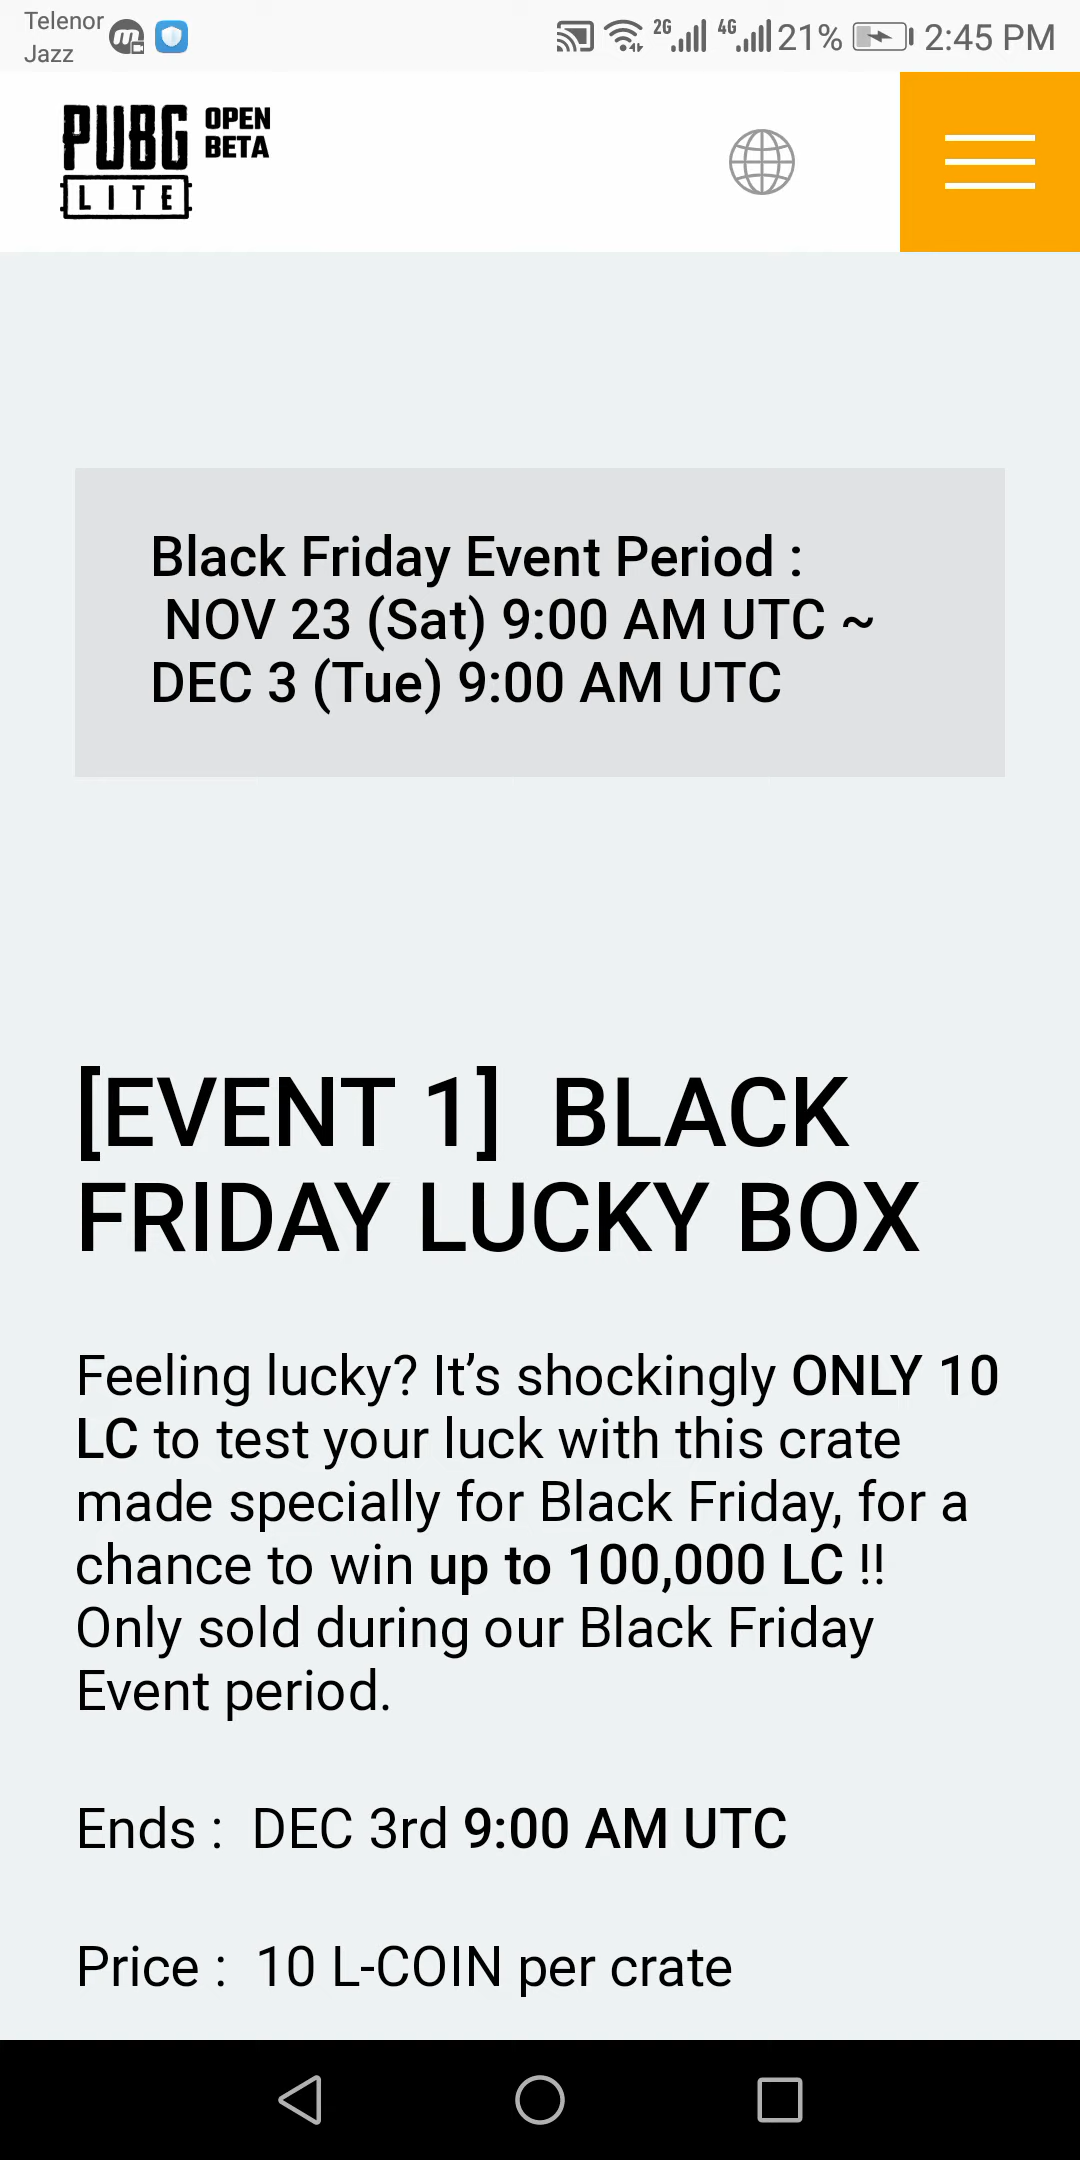 Telenor
Jazz
2G 4G 21% 2:45 PM
PUBG OPEN
BETA
LITE
Black Friday Event Period :
NOV 23 (Sat) 9:00 AM UTC ~
DEC 3 (Tue) 9:00 AM UTC
[EVENT 1] BLACK
FRIDAY LUCKY BOX
Feeling lucky? It’s shockingly ONLY 10
LC to test your luck with this crate
made specially for Black Friday, for a
chance to win up to 100,000 LC !!
Only sold during our Black Friday
Event period.
Ends : DEC 3rd 9:00 AM UTC
Price : 10 L-COIN per crate